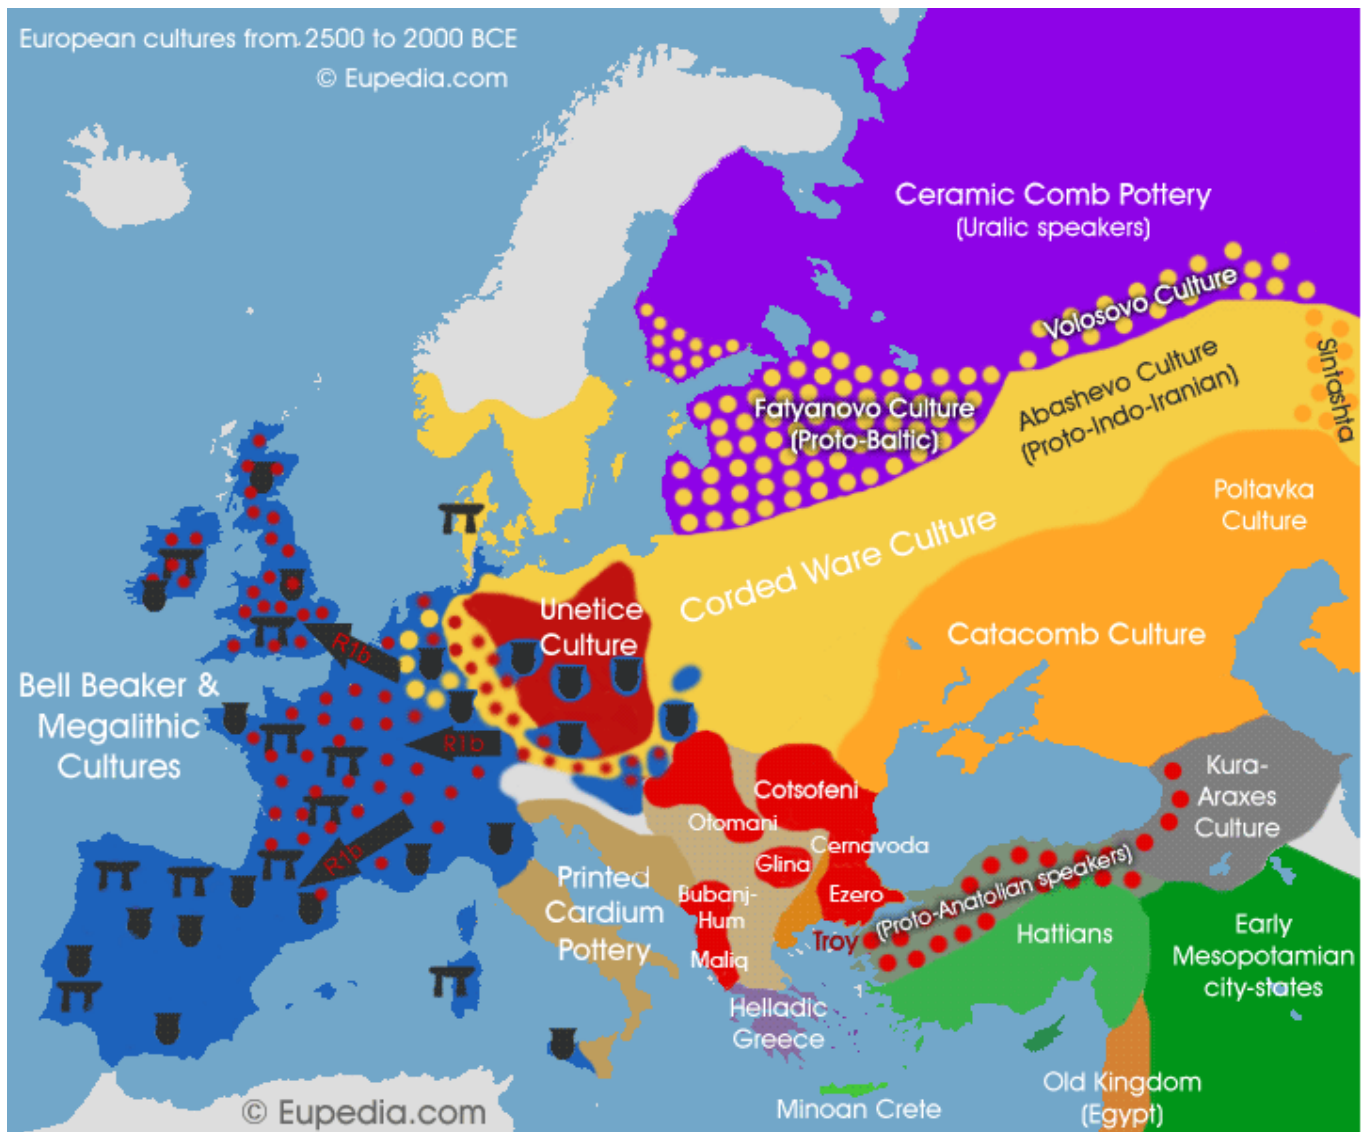 European cultures from 2500 to 2000 BCE
© Eupedia.com
Ceramic Comb Pottery
(Uralic speakers)
Volosovo Culture
Sintashta
Abashevo Culture
(Proto-Indo-Iranian)
Fatyanovo Culture
(Proto-Baltic)
Poltavka
Culture
Corded Ware Culture
Unetice
Culture
Catacomb Culture
R1b
Bell Beaker &
Megalithic
Cultures
R1b
R1b
Kura-
Araxes
Culture
Cotsofeni
Otomani
Cernavoda
Glina
Printed
Cardium
Pottery
Bubanj-
Hum
Ezero
(Proto-Anatolian speakers)
Troy
Maliq
Hattians
Early
Mesopotamian
city-states
Helladic
Greece
Old Kingdom
(Egypt)
Minoan Crete
© Eupedia.com